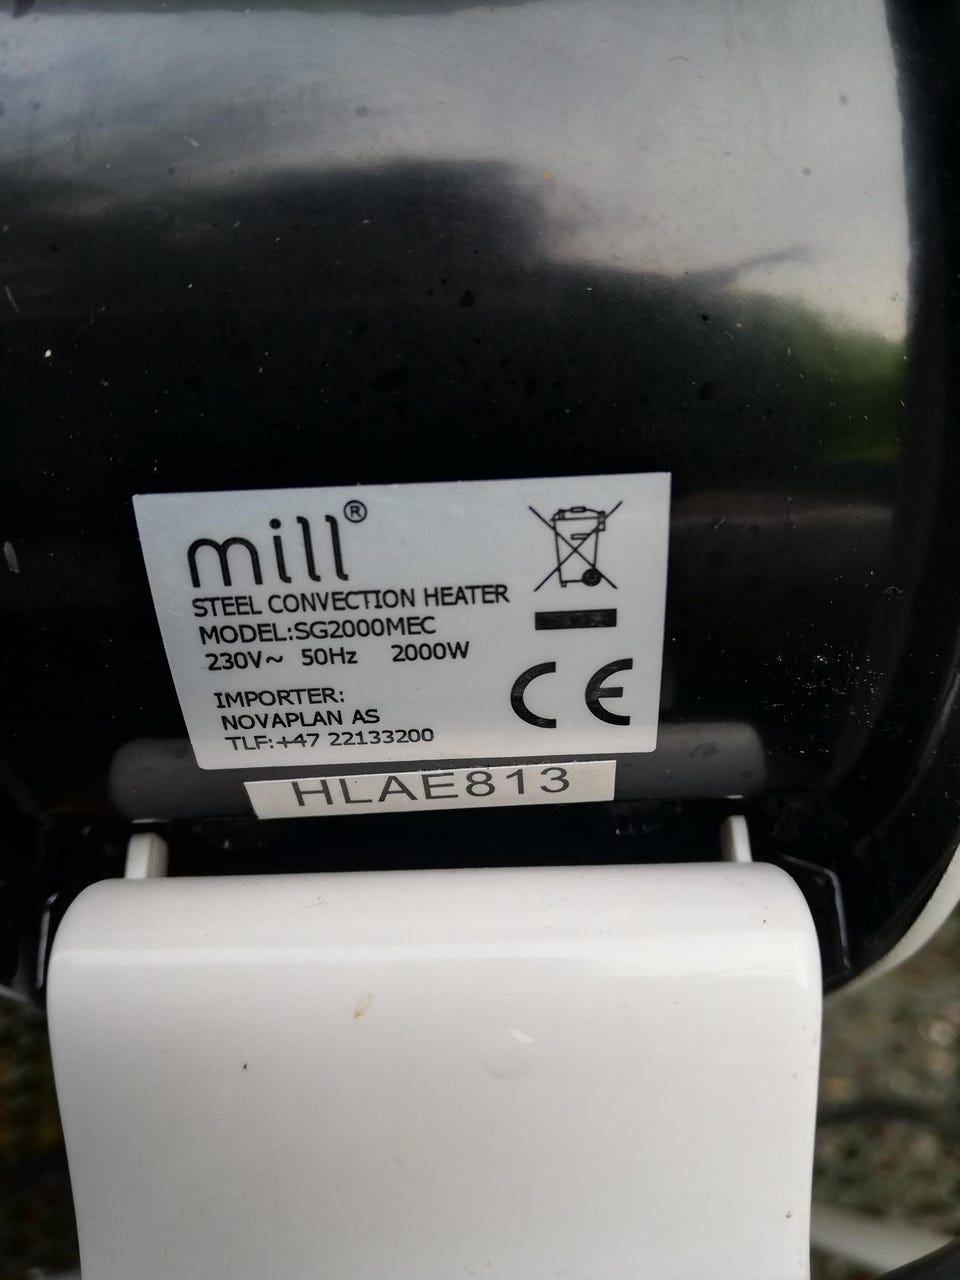 mill®
STEEL CONVECTION HEATER
MODEL:SG2000MEC
230V~ 50Hz 2000W
IMPORTER:
NOVAPLAN AS
TLF:+47 22133200
CE
HLAE813